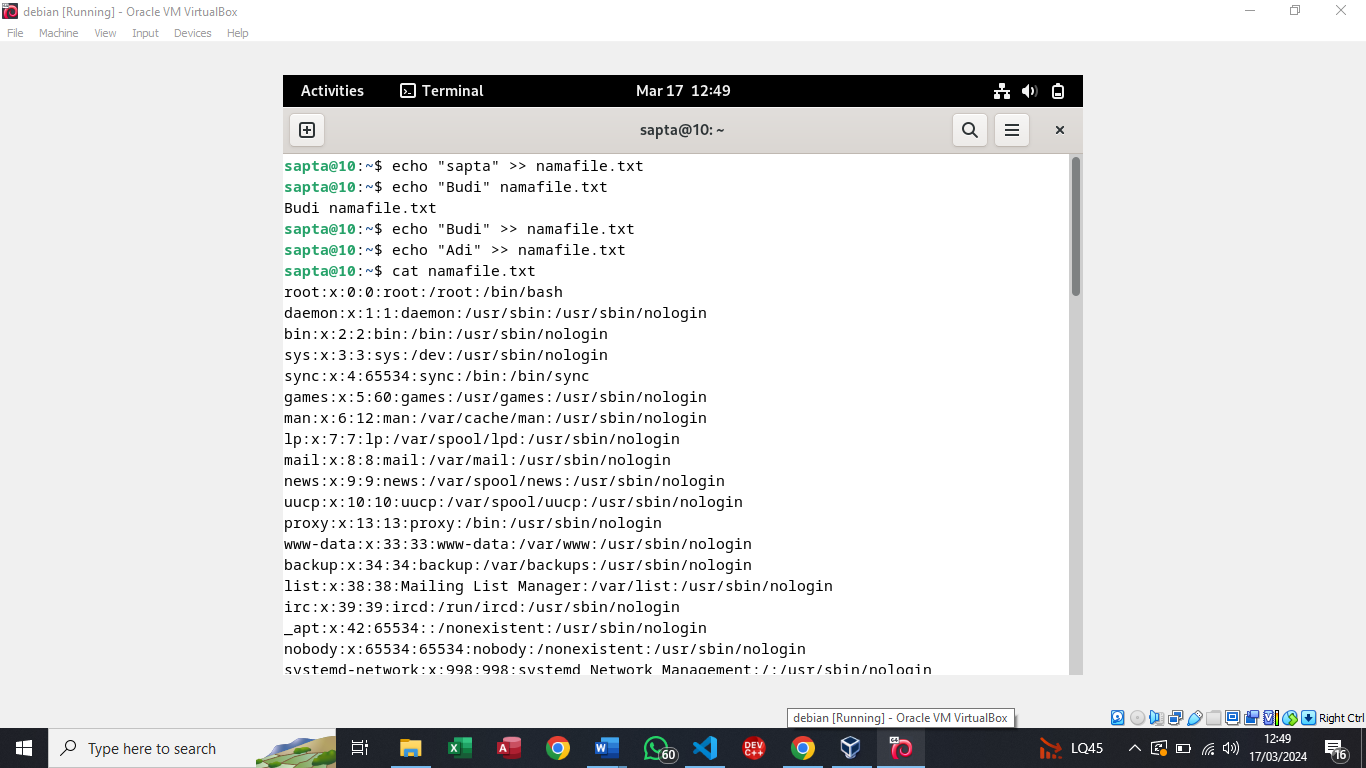 debian [Running] - Oracle VM VirtualBox
File Machine View Input Devices Help
Activities Terminal Mar 17 12:49
sapta@10: ~
sapta@10:~$ echo "sapta" >> namafile.txt
sapta@10:~$ echo "Budi" namafile.txt
Budi namafile.txt
sapta@10:~$ echo "Budi" >> namafile.txt
sapta@10:~$ echo "Adi" >> namafile.txt
sapta@10:~$ cat namafile.txt
root:x:0:0:root:/root:/bin/bash
daemon:x:1:1:daemon:/usr/sbin:/usr/sbin/nologin
bin:x:2:2:bin:/bin:/usr/sbin/nologin
sys:x:3:3:sys:/dev:/usr/sbin/nologin
sync:x:4:65534:sync:/bin:/bin/sync
games:x:5:60:games:/usr/games:/usr/sbin/nologin
man:x:6:12:man:/var/cache/man:/usr/sbin/nologin
lp:x:7:7:lp:/var/spool/lpd:/usr/sbin/nologin
mail:x:8:8:mail:/var/mail:/usr/sbin/nologin
news:x:9:9:news:/var/spool/news:/usr/sbin/nologin
uucp:x:10:10:uucp:/var/spool/uucp:/usr/sbin/nologin
proxy:x:13:13:proxy:/bin:/usr/sbin/nologin
www-data:x:33:33:www-data:/var/www:/usr/sbin/nologin
backup:x:34:34:backup:/var/backups:/usr/sbin/nologin
list:x:38:38:Mailing List Manager:/var/list:/usr/sbin/nologin
irc:x:39:39:ircd:/run/ircd:/usr/sbin/nologin
_apt:x:42:65534::/nonexistent:/usr/sbin/nologin
nobody:x:65534:65534:nobody:/nonexistent:/usr/sbin/nologin
systemd-network:x:998:998:systemd Network Management:/:/usr/sbin/nologin
debian [Running] - Oracle VM VirtualBox
Right Ctrl
Type here to search
60
DEV C++
LQ45
12:49
17/03/2024
16